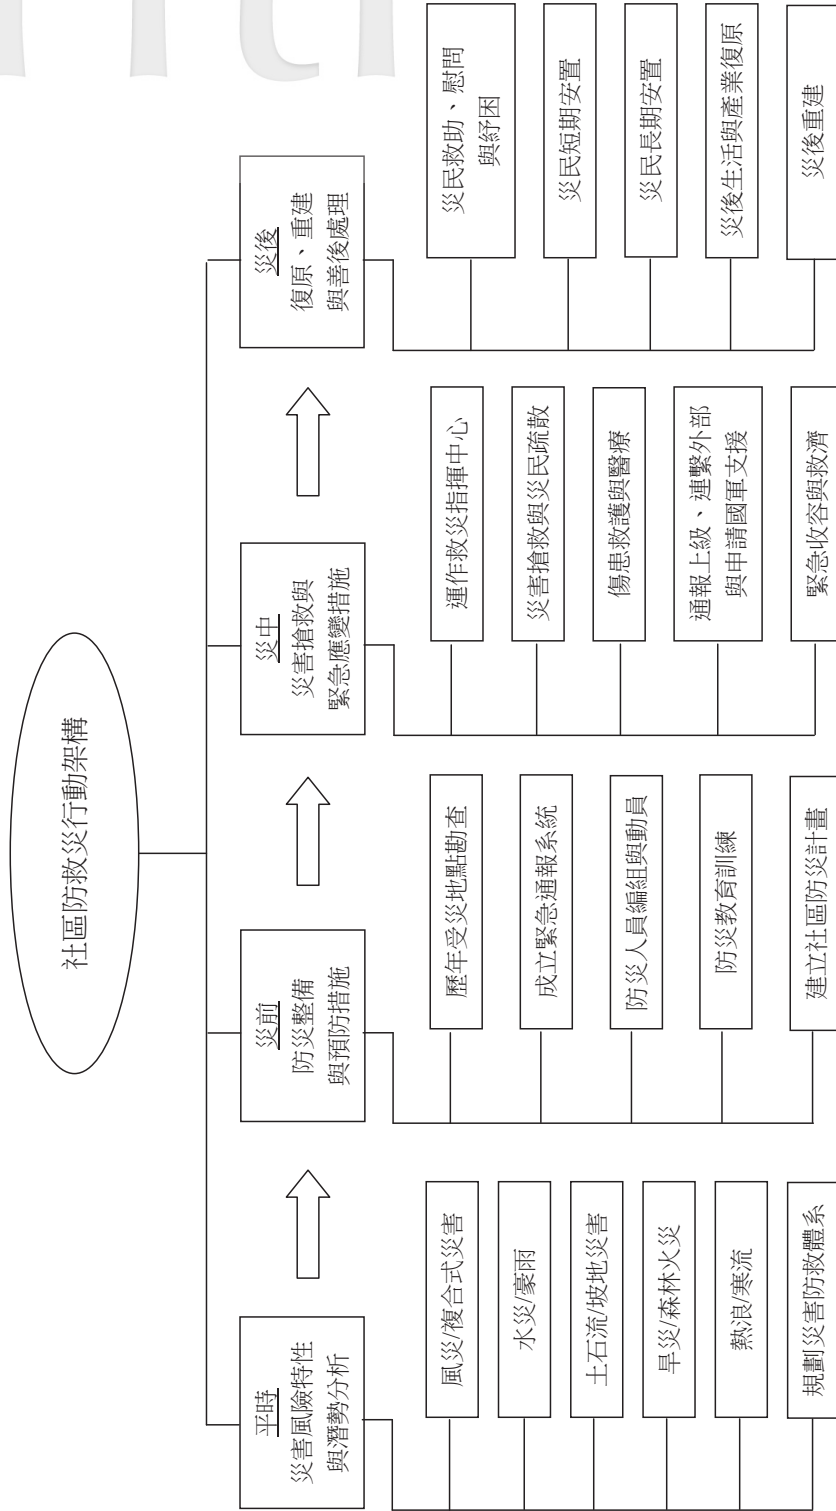 社區防救災行動架構
平時
災害風險特性
與潛勢分析
風災/複合式災害
水災/豪雨
土石流/坡地災害
旱災/森林火災
熱浪/寒流
規劃災害防救體系
災前
防災整備
與預防措施
歷年受災地點勘查
成立緊急通報系統
防災人員編組與動員
防災教育訓練
建立社區防災計畫
災中
災害搶救與
緊急應變措施
運作救災指揮中心
災害搶救與災民疏散
傷患救護與醫療
通報上級、連繫外部
與申請國軍支援
緊急收容與救濟
災後
復原、重建
與善後處理
災民救助、慰問
與紓困
災民短期安置
災民長期安置
災後生活與產業復原
災後重建